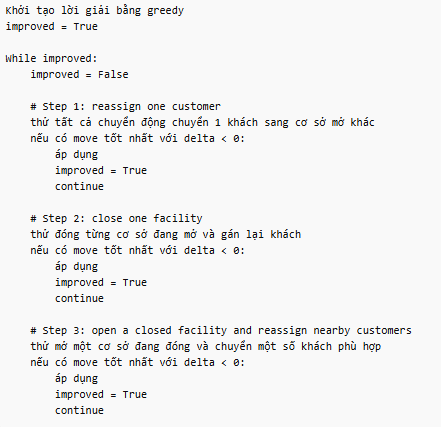 Khởi tạo lời giải bằng greedy
improved = True
While improved:
improved = False
# Step 1: reassign one customer
thử tất cả chuyển động chuyển 1 khách sang cơ sở mở khác
nếu có move tốt nhất với delta < 0:
áp dụng
improved = True
continue
# Step 2: close one facility
thử đóng từng cơ sở đang mở và gán lại khách
nếu có move tốt nhất với delta < 0:
áp dụng
improved = True
continue
# Step 3: open a closed facility and reassign nearby customers
thử mở một cơ sở đang đóng và chuyển một số khách phù hợp
nếu có move tốt nhất với delta < 0:
áp dụng
improved = True
continue